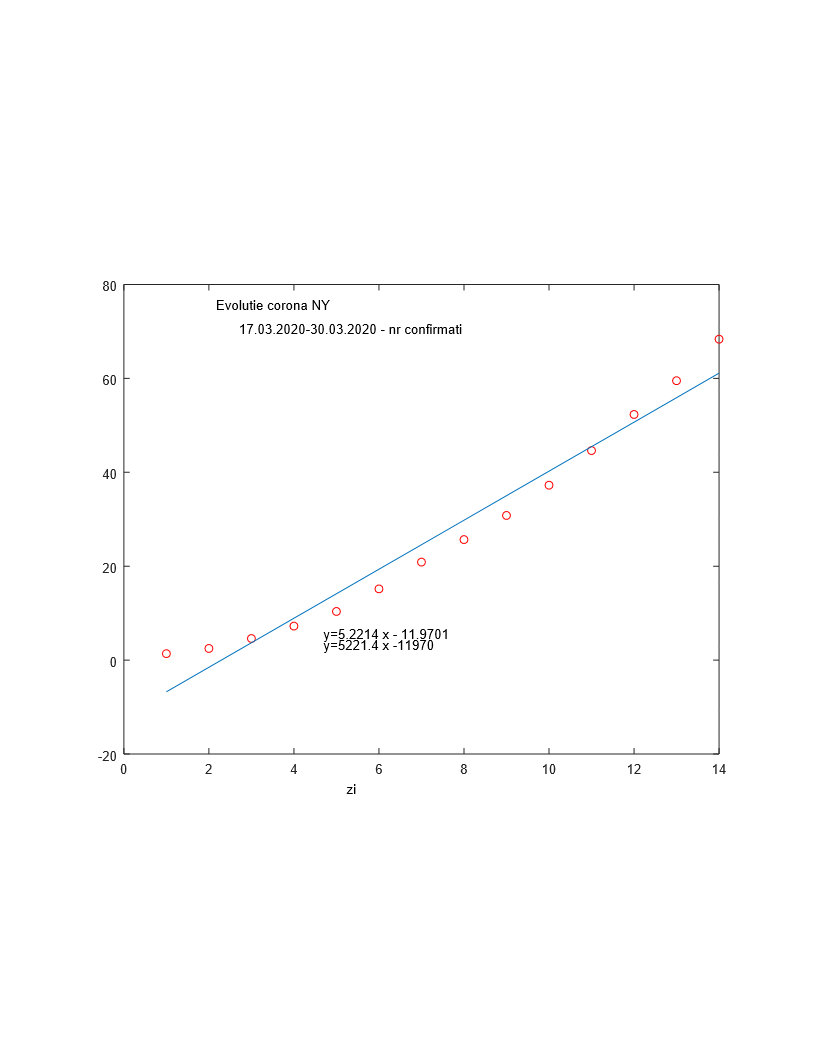 Evolutie corona NY
17.03.2020-30.03.2020 - nr confirmati
80
60
40
20
0
-20
y=5.2214 x - 11.9701
y=5221.4 x -11970
0 2 4 6 8 10 12 14
zi